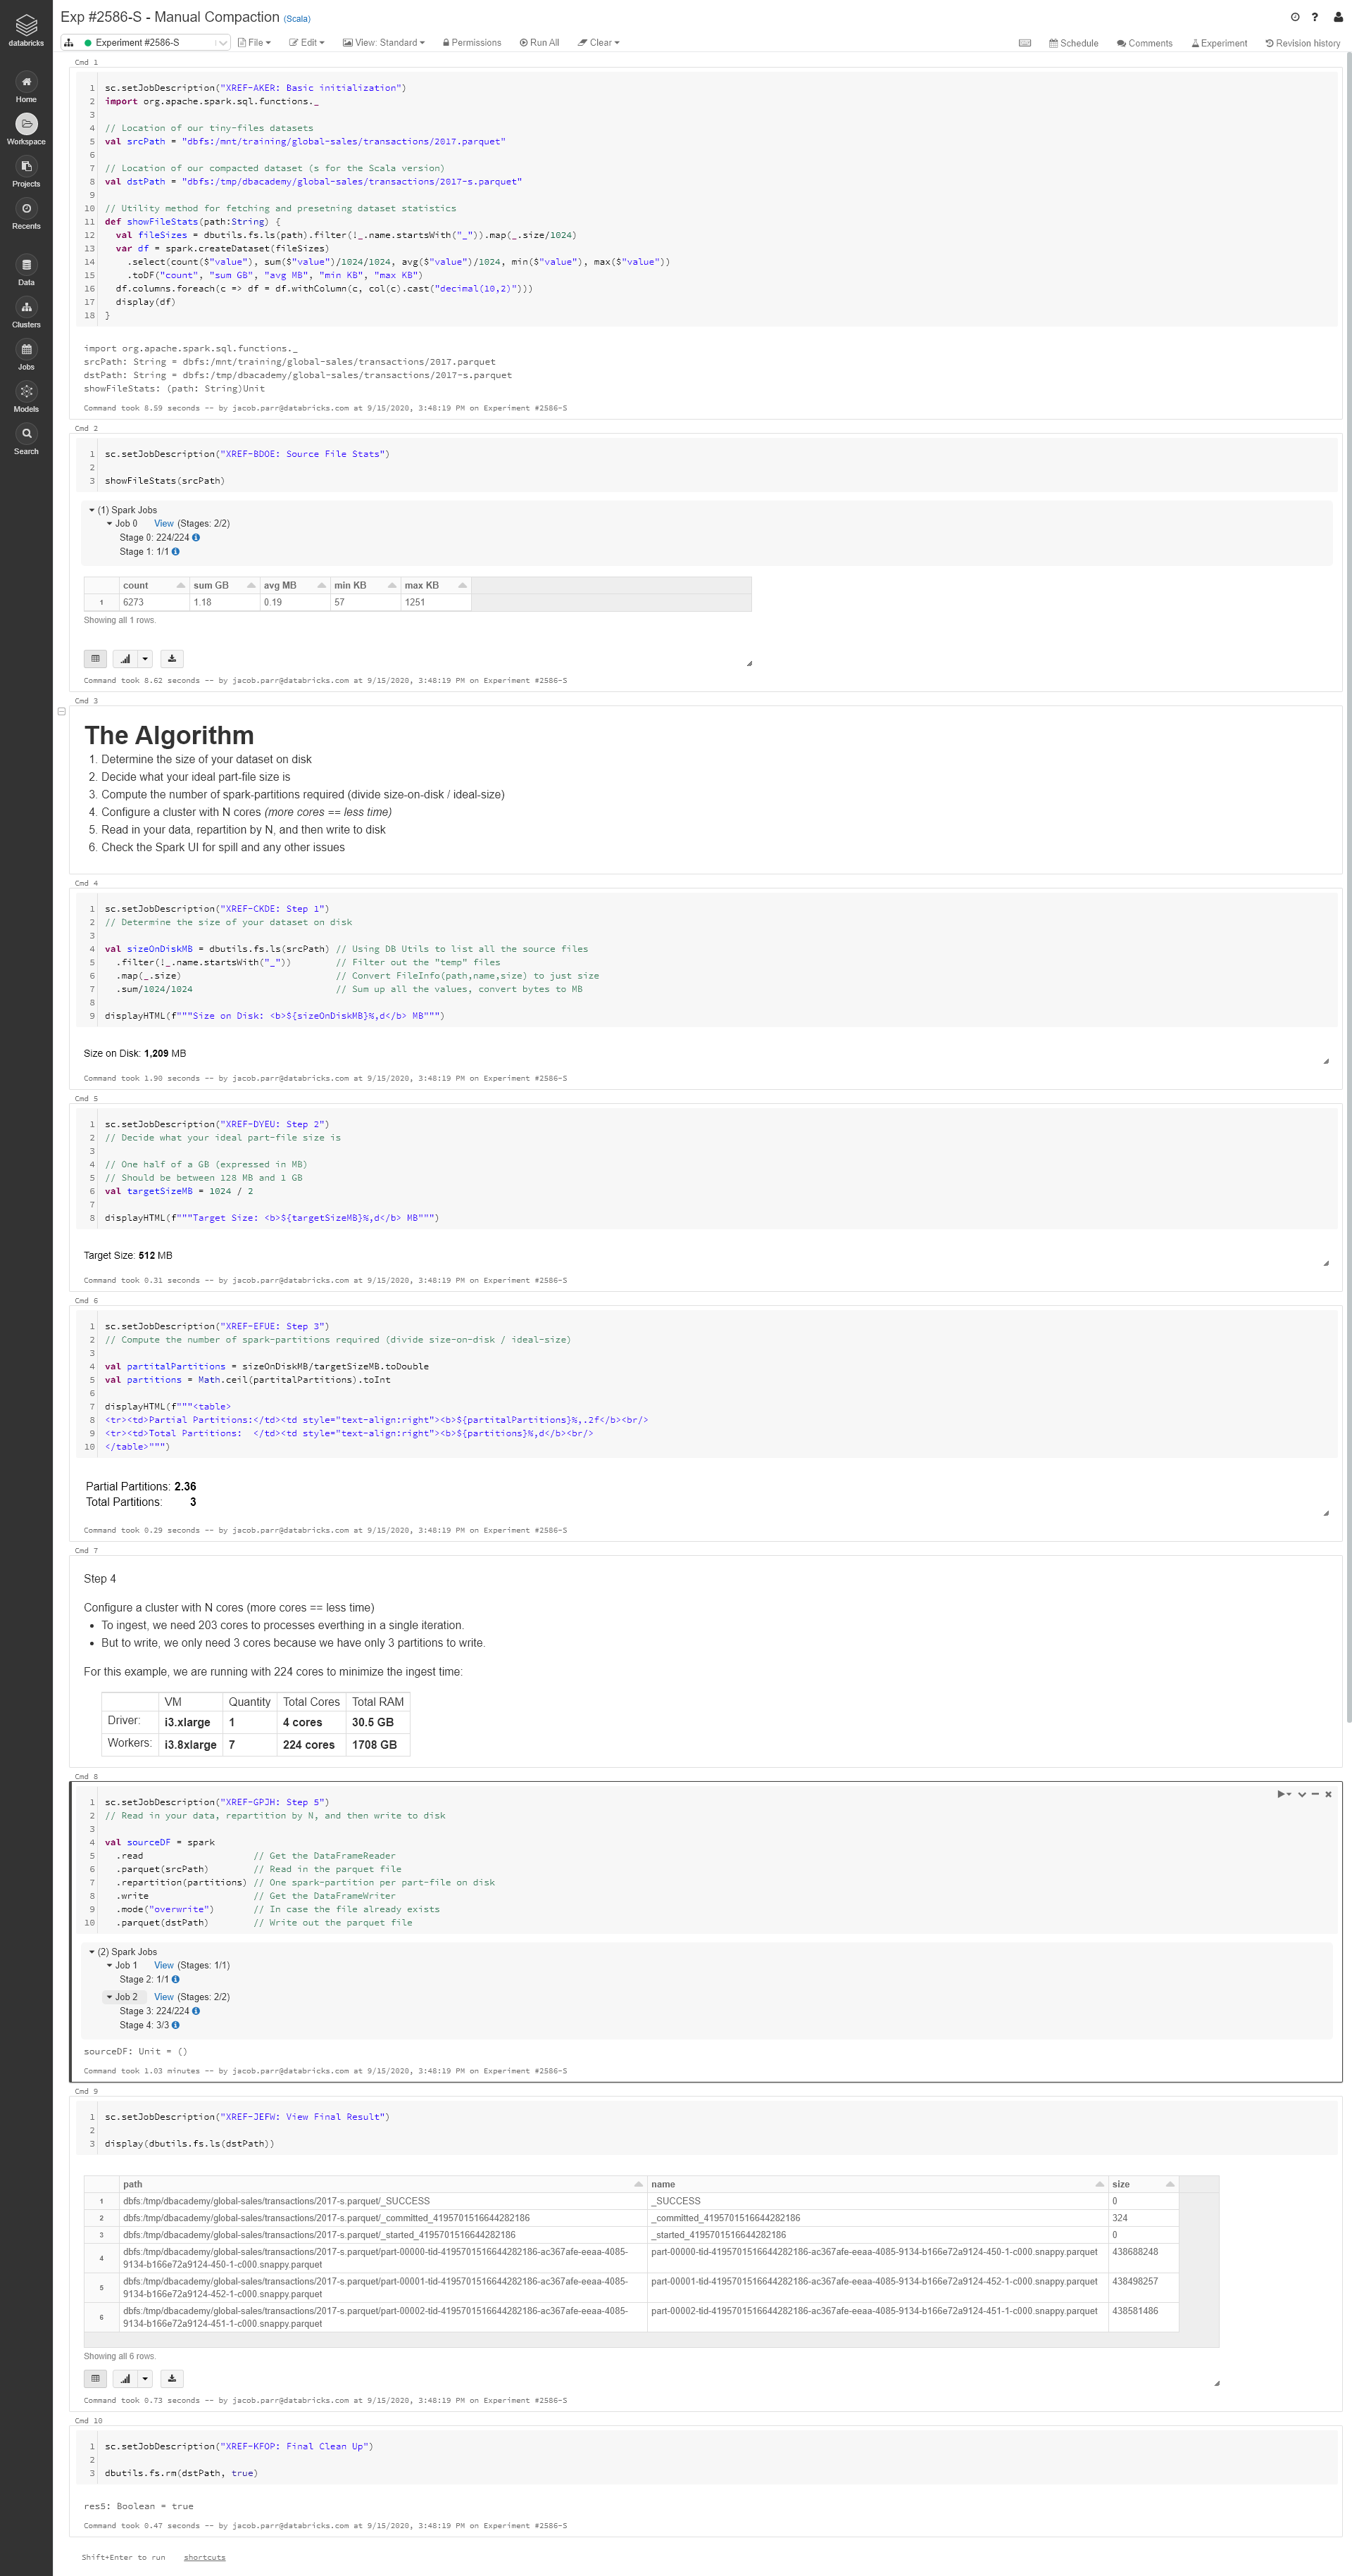 Exp #2586-S - Manual Compaction (Scala)
databricks
Experiment #2586-S
File
Edit
View: Standard
Permissions
Run All
Clear
Schedule
Comments
Experiment
Revision history
Home
Workspace
Projects
Recents
Data
Clusters
Jobs
Models
Search
Cmd 1
1 sc.setJobDescription("XREF-AKER: Basic initialization")
2 import org.apache.spark.sql.functions._
3
4 // Location of our tiny-files datasets
5 val srcPath = "dbfs:/mnt/training/global-sales/transactions/2017.parquet"
6
7 // Location of our compacted dataset (s for the Scala version)
8 val dstPath = "dbfs:/tmp/dbacademy/global-sales/transactions/2017-s.parquet"
9
10 // Utility method for fetching and presetning dataset statistics
11 def showFileStats(path:String) {
12   val fileSizes = dbutils.fs.ls(path).filter(!_.name.startsWith("_")).map(_.size/1024)
13   var df = spark.createDataset(fileSizes)
14     .select(count($"value"), sum($"value")/1024/1024, avg($"value")/1024, min($"value"), max($"value"))
15     .toDF("count", "sum GB", "avg MB", "min KB", "max KB")
16   df.columns.foreach(c => df = df.withColumn(c, col(c).cast("decimal(10,2)")))
17   display(df)
18 }
import org.apache.spark.sql.functions._
srcPath: String = dbfs:/mnt/training/global-sales/transactions/2017.parquet
dstPath: String = dbfs:/tmp/dbacademy/global-sales/transactions/2017-s.parquet
showFileStats: (path: String)Unit
Command took 8.59 seconds -- by jacob.parr@databricks.com at 9/15/2020, 3:48:19 PM on Experiment #2586-S
Cmd 2
1 sc.setJobDescription("XREF-BDOE: Source File Stats")
2
3 showFileStats(srcPath)
(1) Spark Jobs
Job 0 View (Stages: 2/2)
Stage 0: 224/224
Stage 1: 1/1
count sum GB avg MB min KB max KB
1 6273 1.18 0.19 57 1251
Showing all 1 rows.
Command took 8.62 seconds -- by jacob.parr@databricks.com at 9/15/2020, 3:48:19 PM on Experiment #2586-S
Cmd 3
The Algorithm
1. Determine the size of your dataset on disk
2. Decide what your ideal part-file size is
3. Compute the number of spark-partitions required (divide size-on-disk / ideal-size)
4. Configure a cluster with N cores (more cores == less time)
5. Read in your data, repartition by N, and then write to disk
6. Check the Spark UI for spill and any other issues
Cmd 4
1 sc.setJobDescription("XREF-CKDE: Step 1")
2 // Determine the size of your dataset on disk
3
4 val sizeOnDiskMB = dbutils.fs.ls(srcPath) // Using DB Utils to list all the source files
5   .filter(!_.name.startsWith("_")) // Filter out the "temp" files
6   .map(_.size) // Convert FileInfo(path,name,size) to just size
7   .sum/1024/1024 // Sum up all the values, convert bytes to MB
8
9 displayHTML(f"""Size on Disk: <b>${sizeOnDiskMB}%,d</b> MB""")
Size on Disk: 1,209 MB
Command took 1.90 seconds -- by jacob.parr@databricks.com at 9/15/2020, 3:48:19 PM on Experiment #2586-S
Cmd 5
1 sc.setJobDescription("XREF-DYEU: Step 2")
2 // Decide what your ideal part-file size is
3
4 // One half of a GB (expressed in MB)
5 // Should be between 128 MB and 1 GB
6 val targetSizeMB = 1024 / 2
7
8 displayHTML(f"""Target Size: <b>${targetSizeMB}%,d</b> MB""")
Target Size: 512 MB
Command took 0.31 seconds -- by jacob.parr@databricks.com at 9/15/2020, 3:48:19 PM on Experiment #2586-S
Cmd 6
1 sc.setJobDescription("XREF-EFUE: Step 3")
2 // Compute the number of spark-partitions required (divide size-on-disk / ideal-size)
3
4 val partitalPartitions = sizeOnDiskMB/targetSizeMB.toDouble
5 val partitions = Math.ceil(partitalPartitions).toInt
6
7 displayHTML(f"""<table>
8 <tr><td>Partial Partitions:</td><td style="text-align:right"><b>${partitalPartitions}%,.2f</b><br/>
9 <tr><td>Total Partitions:  </td><td style="text-align:right"><b>${partitions}%,d</b><br/>
10 </table>""")
Partial Partitions: 2.36
Total Partitions: 3
Command took 0.29 seconds -- by jacob.parr@databricks.com at 9/15/2020, 3:48:19 PM on Experiment #2586-S
Cmd 7
Step 4
Configure a cluster with N cores (more cores == less time)
• To ingest, we need 203 cores to processes everthing in a single iteration.
• But to write, we only need 3 cores because we have only 3 partitions to write.
For this example, we are running with 224 cores to minimize the ingest time:
VM Quantity Total Cores Total RAM
Driver: i3.xlarge 1 4 cores 30.5 GB
Workers: i3.8xlarge 7 224 cores 1708 GB
Cmd 8
1 sc.setJobDescription("XREF-GPJH: Step 5")
2 // Read in your data, repartition by N, and then write to disk
3
4 val sourceDF = spark
5   .read // Get the DataFrameReader
6   .parquet(srcPath) // Read in the parquet file
7   .repartition(partitions) // One spark-partition per part-file on disk
8   .write // Get the DataFrameWriter
9   .mode("overwrite") // In case the file already exists
10   .parquet(dstPath) // Write out the parquet file
(2) Spark Jobs
Job 1 View (Stages: 1/1)
Stage 2: 1/1
Job 2 View (Stages: 2/2)
Stage 3: 224/224
Stage 4: 3/3
sourceDF: Unit = ()
Command took 1.03 minutes -- by jacob.parr@databricks.com at 9/15/2020, 3:48:19 PM on Experiment #2586-S
Cmd 9
1 sc.setJobDescription("XREF-JEFW: View Final Result")
2
3 display(dbutils.fs.ls(dstPath))
path name size
1 dbfs:/tmp/dbacademy/global-sales/transactions/2017-s.parquet/_SUCCESS _SUCCESS 0
2 dbfs:/tmp/dbacademy/global-sales/transactions/2017-s.parquet/_committed_4195701516644282186 _committed_4195701516644282186 324
3 dbfs:/tmp/dbacademy/global-sales/transactions/2017-s.parquet/_started_4195701516644282186 _started_4195701516644282186 0
4 dbfs:/tmp/dbacademy/global-sales/transactions/2017-s.parquet/part-00000-tid-4195701516644282186-ac367afe-eeaa-4085- part-00000-tid-4195701516644282186-ac367afe-eeaa-4085-9134-b166e72a9124-450-1-c000.snappy.parquet 438688248
9134-b166e72a9124-450-1-c000.snappy.parquet
5 dbfs:/tmp/dbacademy/global-sales/transactions/2017-s.parquet/part-00001-tid-4195701516644282186-ac367afe-eeaa-4085- part-00001-tid-4195701516644282186-ac367afe-eeaa-4085-9134-b166e72a9124-452-1-c000.snappy.parquet 438498257
9134-b166e72a9124-452-1-c000.snappy.parquet
6 dbfs:/tmp/dbacademy/global-sales/transactions/2017-s.parquet/part-00002-tid-4195701516644282186-ac367afe-eeaa-4085- part-00002-tid-4195701516644282186-ac367afe-eeaa-4085-9134-b166e72a9124-451-1-c000.snappy.parquet 438581486
9134-b166e72a9124-451-1-c000.snappy.parquet
Showing all 6 rows.
Command took 0.73 seconds -- by jacob.parr@databricks.com at 9/15/2020, 3:48:19 PM on Experiment #2586-S
Cmd 10
1 sc.setJobDescription("XREF-KFOP: Final Clean Up")
2
3 dbutils.fs.rm(dstPath, true)
res5: Boolean = true
Command took 0.47 seconds -- by jacob.parr@databricks.com at 9/15/2020, 3:48:19 PM on Experiment #2586-S
Shift+Enter to run shortcuts